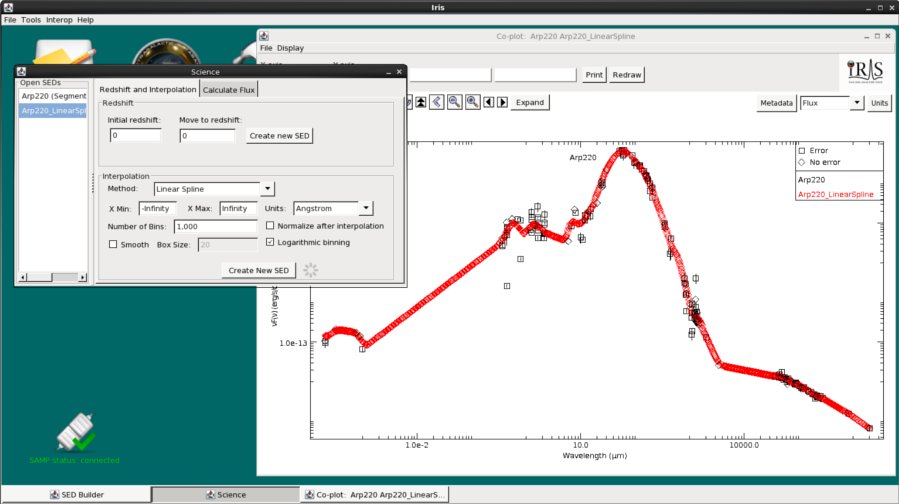 Iris
File Tools Interop Help
Co-plot: Arp220 Arp220_LinearSpline
File Display
Print Redraw
IRIS
Expand
Metadata Flux Units
Science
Open SEDs
Arp220 (Segment
Arp220_LinearSpl
Redshift and Interpolation Calculate Flux
Redshift
Initial redshift: Move to redshift:
0 0 Create new SED
Interpolation
Method: Linear Spline
X Min: -Infinity X Max: Infinity Units: Angstrom
Number of Bins: 1,000 Normalize after interpolation
Smooth Box Size: 20 Logarithmic binning
Create New SED
Arp220
Error
No error
Arp220
Arp220_LinearSpline
1.0e-13
1.0e-2 10.0 10000.0
Wavelength (μm)
SAMP status: connected
SED Builder Science Co-plot: Arp220 Arp220_LinearS...